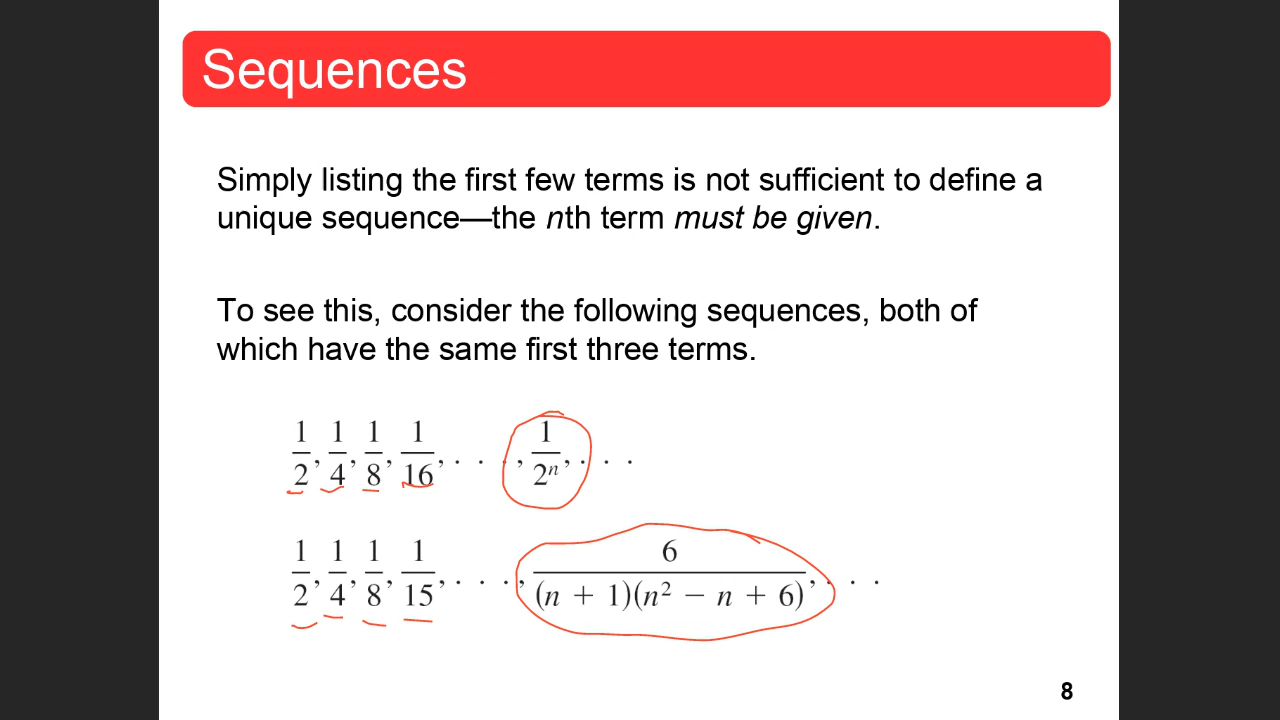 Sequences
Simply listing the first few terms is not sufficient to define a
unique sequence—the nth term must be given.
To see this, consider the following sequences, both of
which have the same first three terms.
1/2, 1/4, 1/8, 1/16, . . . , 1/2ⁿ, . . .
1/2, 1/4, 1/8, 1/15, . . . , 6/(n + 1)(n² − n + 6), . . .
8